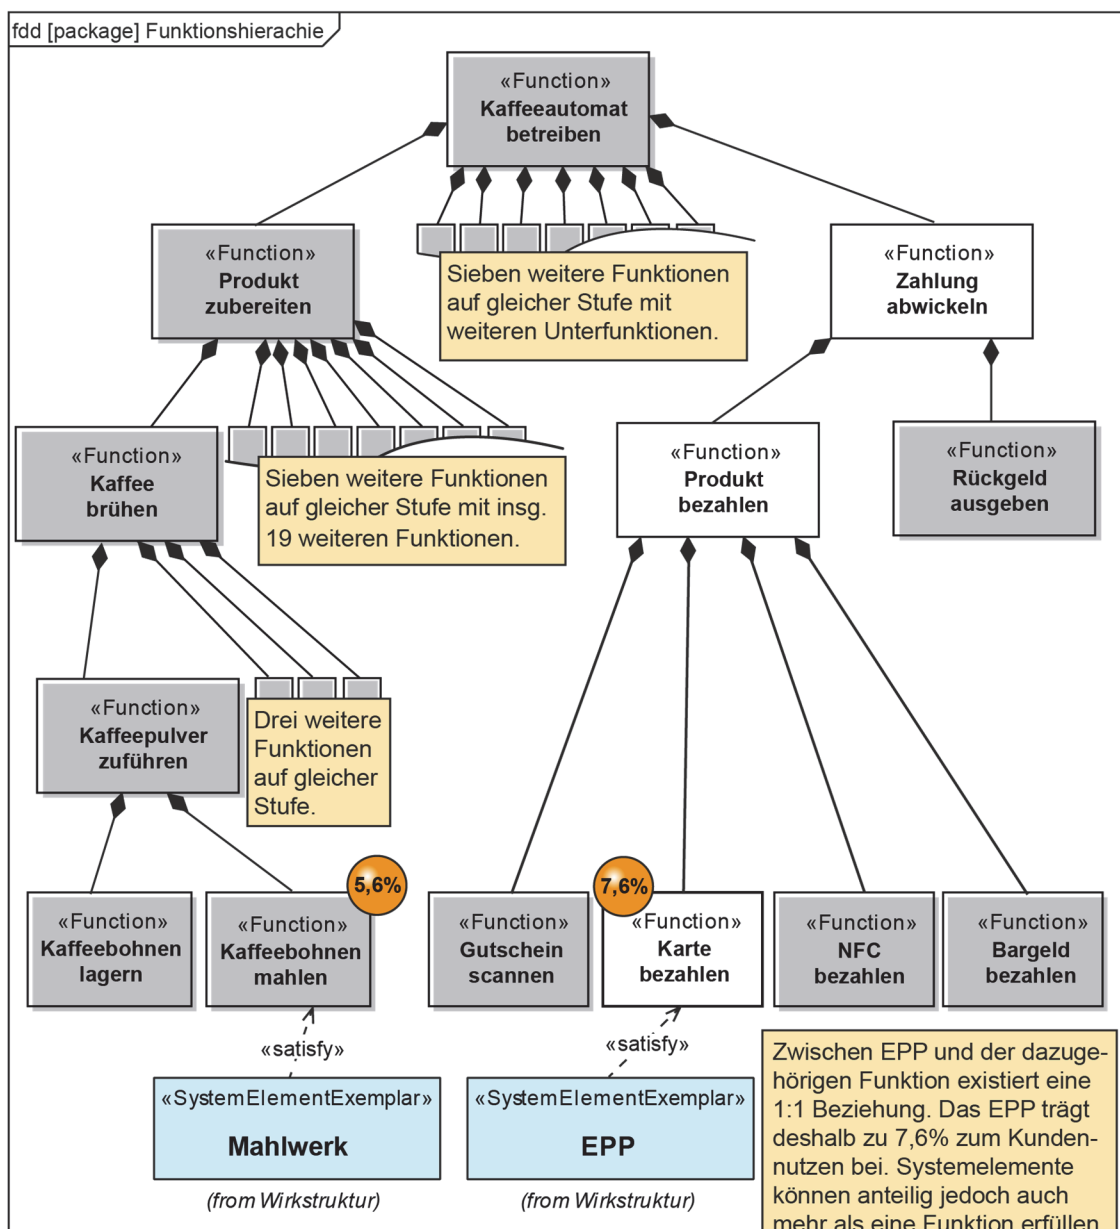 fdd [package] Funktionshierachie
«Function»
Kaffeeautomat
betreiben
«Function»
Produkt
zubereiten
Sieben weitere Funktionen
auf gleicher Stufe mit
weiteren Unterfunktionen.
«Function»
Zahlung
abwickeln
«Function»
Kaffee
brühen
Sieben weitere Funktionen
auf gleicher Stufe mit insg.
19 weiteren Funktionen.
«Function»
Produkt
bezahlen
«Function»
Rückgeld
ausgeben
«Function»
Kaffeepulver
zuführen
Drei weitere
Funktionen
auf gleicher
Stufe.
«Function»
Kaffeebohnen
lagern
5,6%
«Function»
Kaffeebohnen
mahlen
«Function»
Gutschein
scannen
7,6%
«Function»
Karte
bezahlen
«Function»
NFC
bezahlen
«Function»
Bargeld
bezahlen
«satisfy»
«satisfy»
«SystemElementExemplar»
Mahlwerk
(from Wirkstruktur)
«SystemElementExemplar»
EPP
(from Wirkstruktur)
Zwischen EPP und der dazuge-
hörigen Funktion existiert eine
1:1 Beziehung. Das EPP trägt
deshalb zu 7,6% zum Kunden-
nutzen bei. Systemelemente
können anteilig jedoch auch
mehr als eine Funktion erfüllen